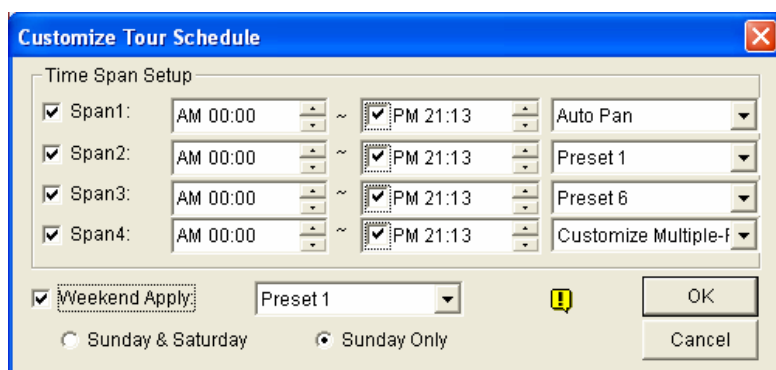 Customize Tour Schedule
Time Span Setup
Span1: AM 00:00 ~ PM 21:13 Auto Pan
Span2: AM 00:00 ~ PM 21:13 Preset 1
Span3: AM 00:00 ~ PM 21:13 Preset 6
Span4: AM 00:00 ~ PM 21:13 Customize Multiple-
Weekend Apply: Preset 1 OK
Sunday & Saturday Sunday Only Cancel